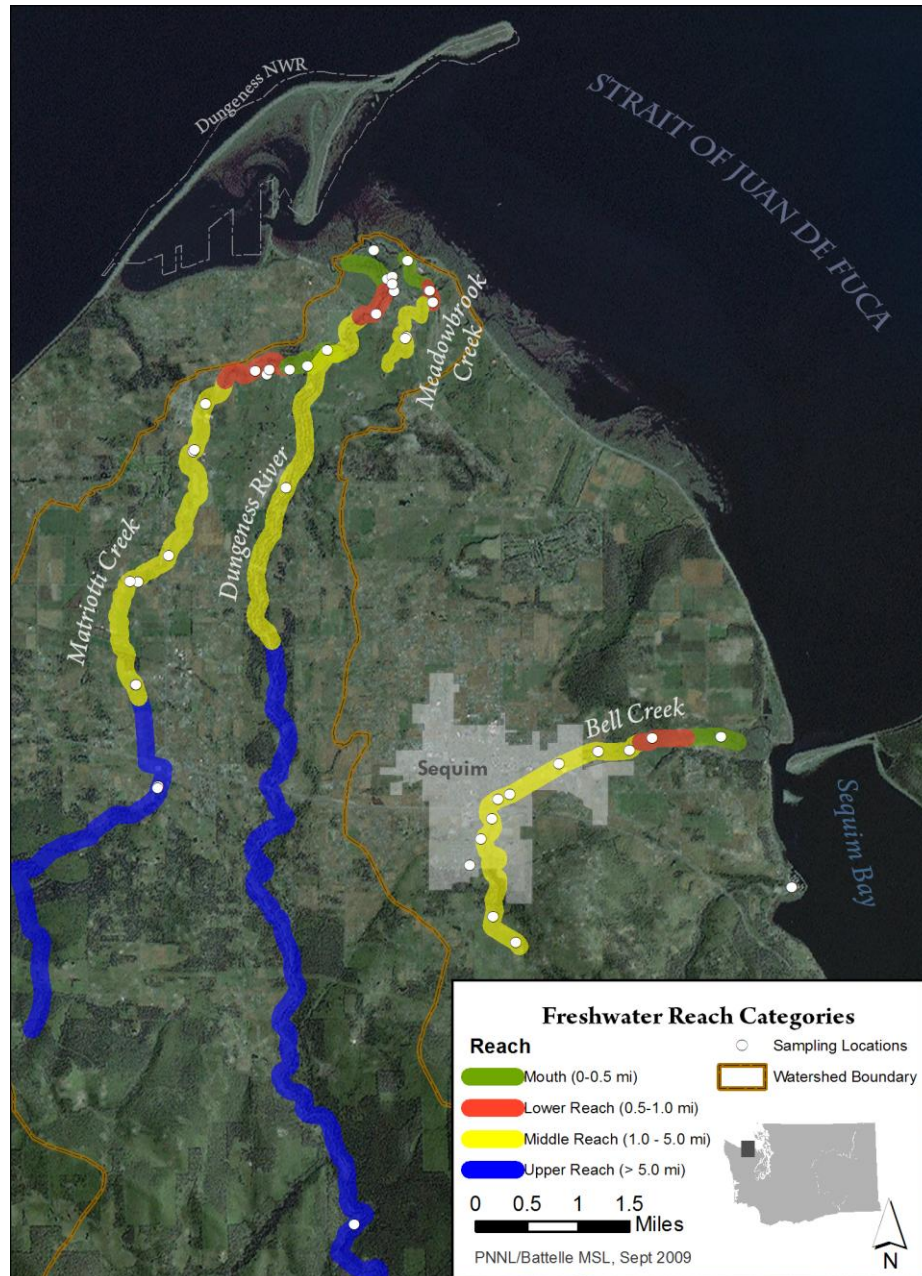 Dungeness NWR
STRAIT OF JUAN DE FUCA
Meadowbrook
Creek
Dungeness River
Matriotti Creek
Bell Creek
Sequim
Sequim Bay
Freshwater Reach Categories
Reach
Mouth (0-0.5 mi)
Lower Reach (0.5-1.0 mi)
Middle Reach (1.0 - 5.0 mi)
Upper Reach (> 5.0 mi)
Sampling Locations
Watershed Boundary
0 0.5 1 1.5
Miles
PNNL/Battelle MSL, Sept 2009
N